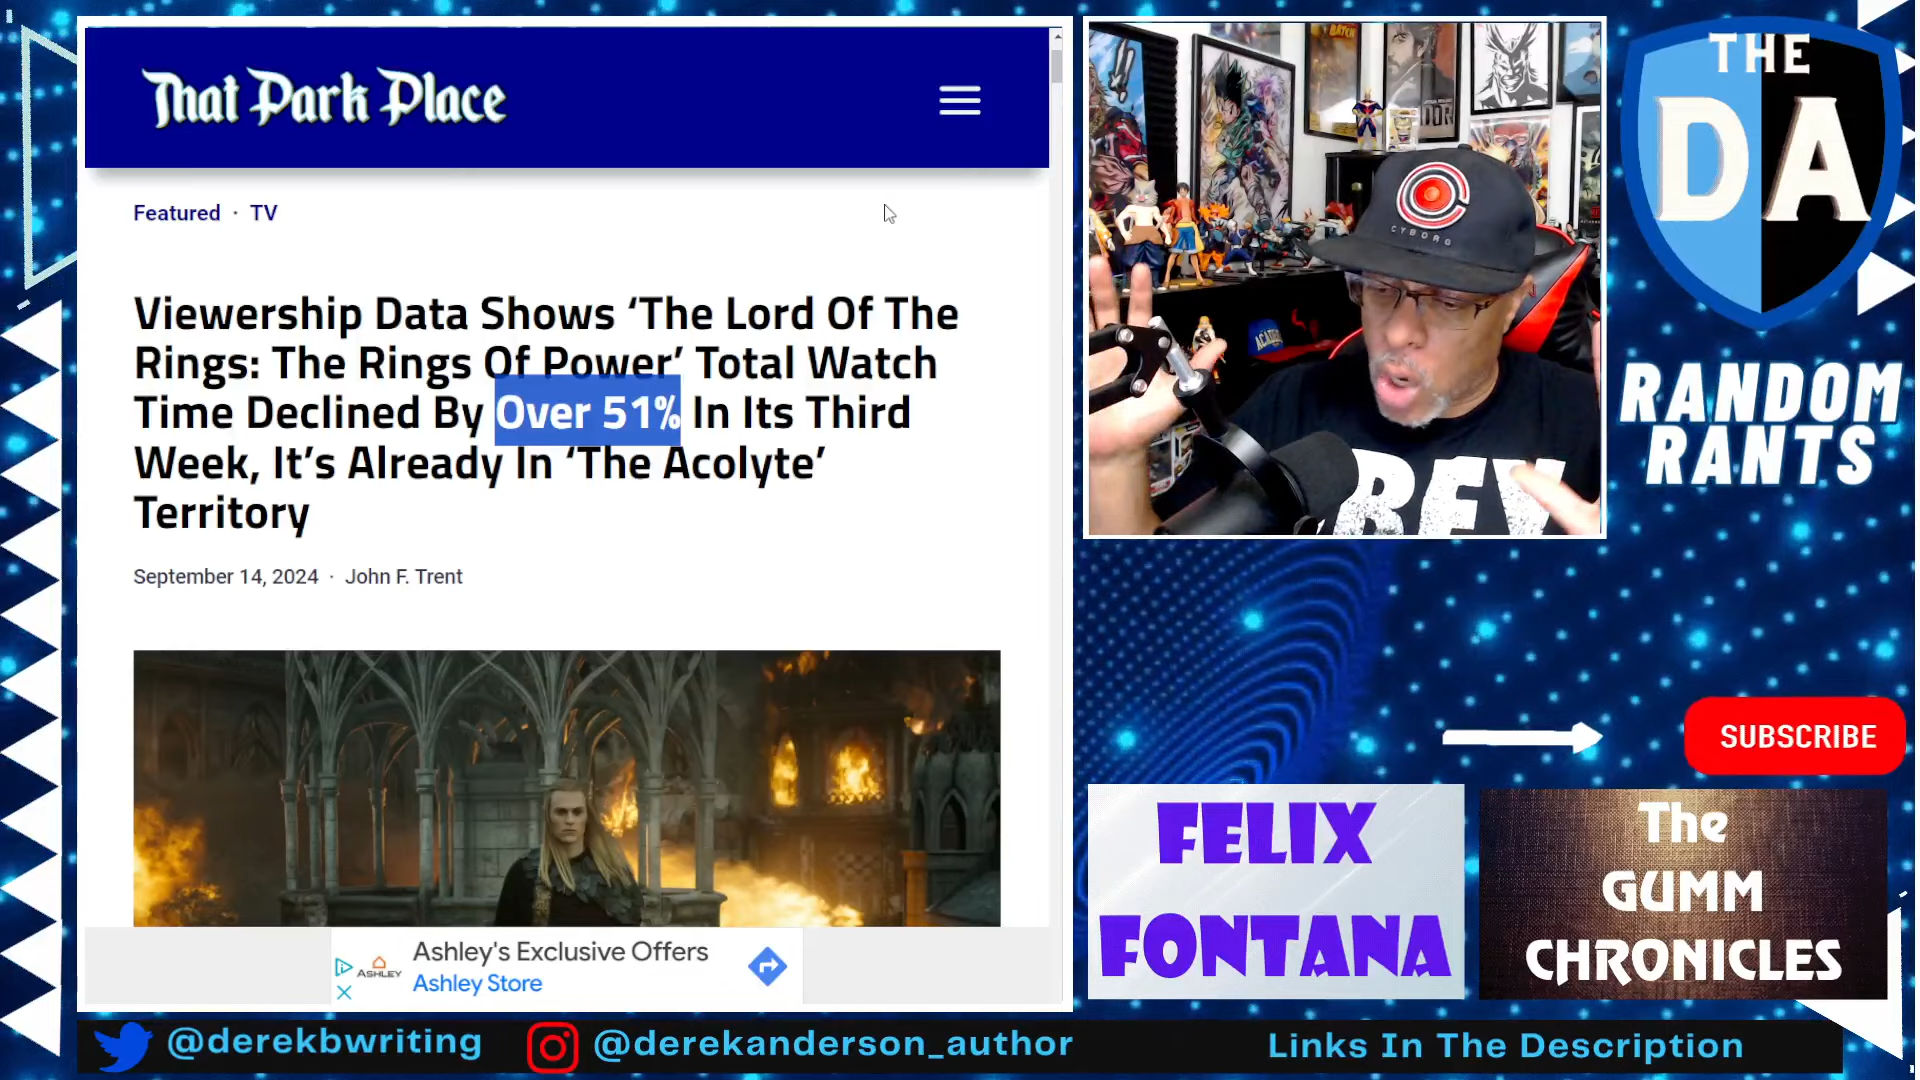 That Park Place
Featured · TV
Viewership Data Shows ‘The Lord Of The
Rings: The Rings Of Power’ Total Watch
Time Declined By Over 51% In Its Third
Week, It’s Already In ‘The Acolyte’
Territory
September 14, 2024 · John F. Trent
ASHLEY
Ashley's Exclusive Offers
Ashley Store
CYBORG
THE
DA
RANDOM
RANTS
SUBSCRIBE
FELIX
FONTANA
The
GUMM
CHRONICLES
@derekbwriting
@derekanderson_author
Links In The Description